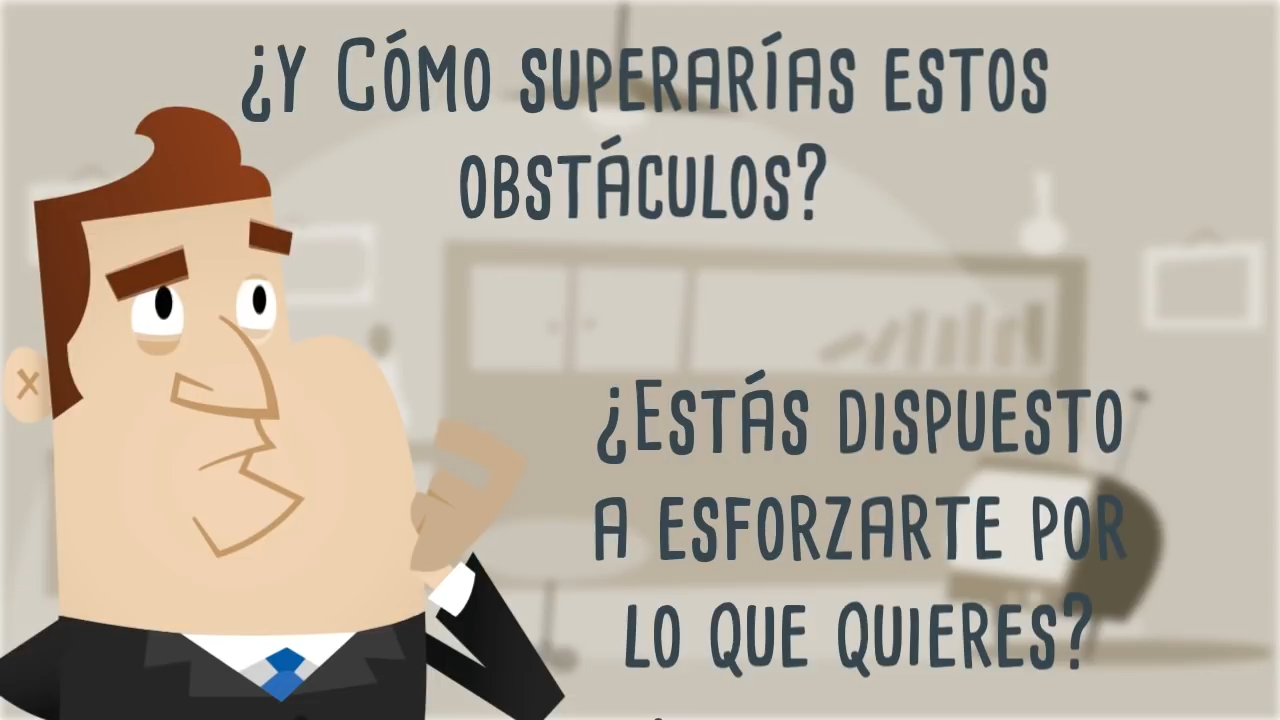 ¿Y Cómo superarías estos
obstáculos?
¿Estás dispuesto
a esforzarte por
lo que quieres?